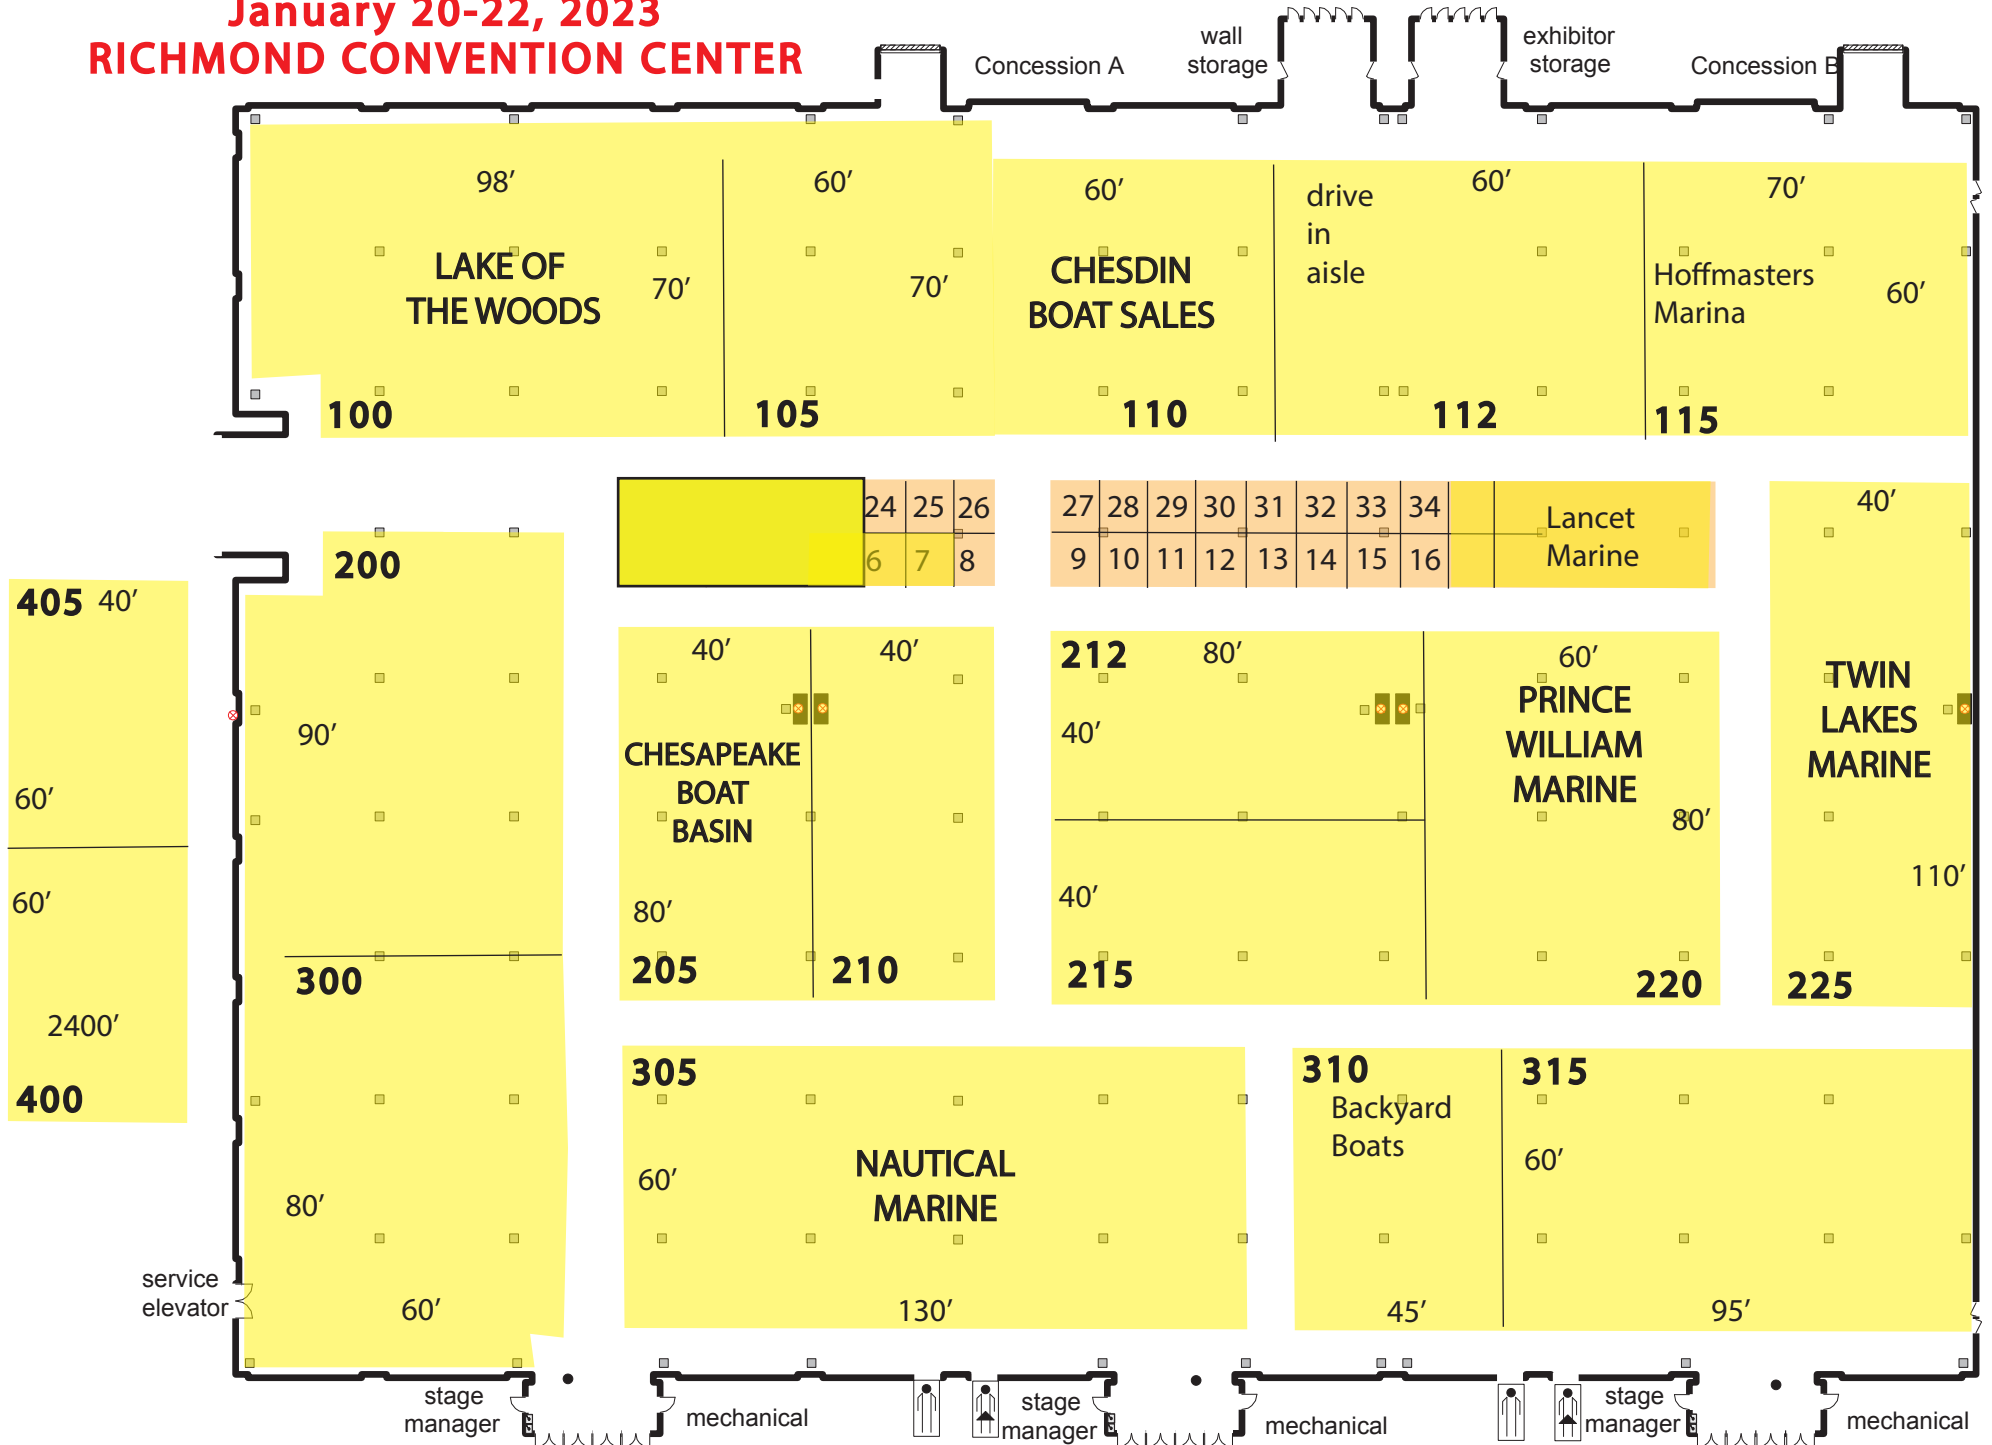 January 20-22, 2023
RICHMOND CONVENTION CENTER
Concession A
wall
storage
exhibitor
storage
Concession B
98’
60’
60’
drive
in
aisle
60’
70’
LAKE OF
THE WOODS
70’
70’
CHESDIN
BOAT SALES
Hoffmasters
Marina
60’
100
105
110
112
115
24 25 26
6 7 8
27 28 29 30 31 32 33 34
9 10 11 12 13 14 15 16
Lancet
Marine
40’
200
405 40’
90’
60’
60’
2400’
400
40’
40’
CHESAPEAKE
BOAT
BASIN
80’
205
210
212
80’
40’
40’
215
60’
PRINCE
WILLIAM
MARINE
80’
220
TWIN
LAKES
MARINE
110’
225
300
80’
60’
305
60’
NAUTICAL
MARINE
130’
310
Backyard
Boats
45’
315
60’
95’
service
elevator
stage
manager
mechanical
stage
manager
mechanical
stage
manager
mechanical